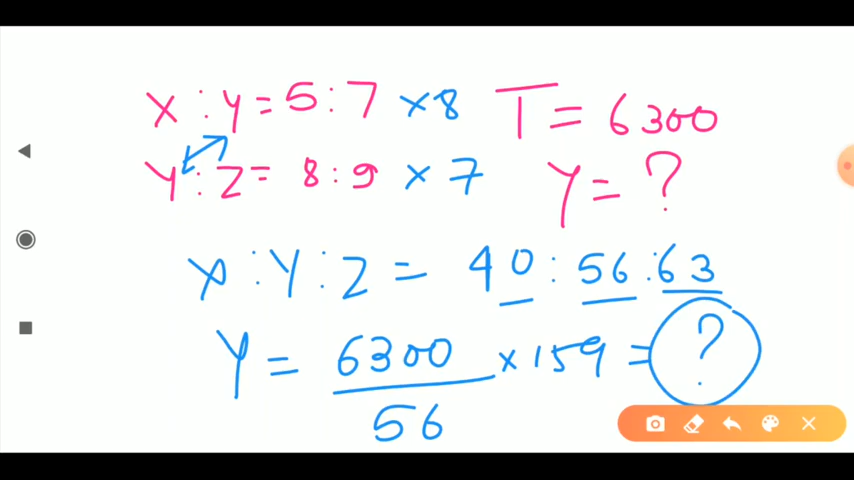 X : y = 5 : 7 × 8 T = 6300
Y : Z = 8 : 9 × 7 Y = ?
X : Y : Z = 40 : 56 : 63
Y = 6300 / 56 × 159 = ?